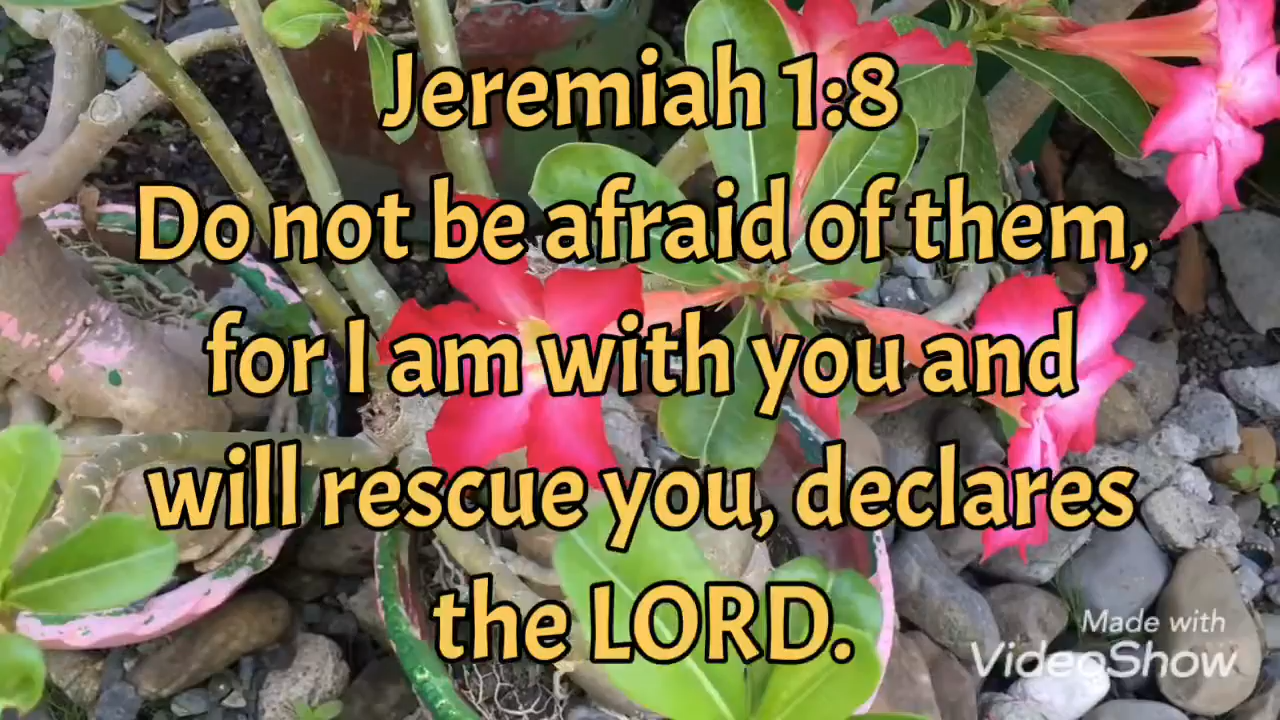 Jeremiah 1:8
Do not be afraid of them,
for I am with you and
will rescue you, declares
the LORD.
Made with
VideoShow